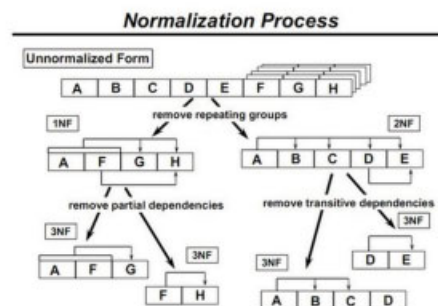 Normalization Process
Unnormalized Form
A B C D E F G H
remove repeating groups
1NF
2NF
A F G H
A B C D E
remove partial dependencies
remove transitive dependencies
3NF
3NF
3NF
3NF
A F G
D E
F H
A B C D